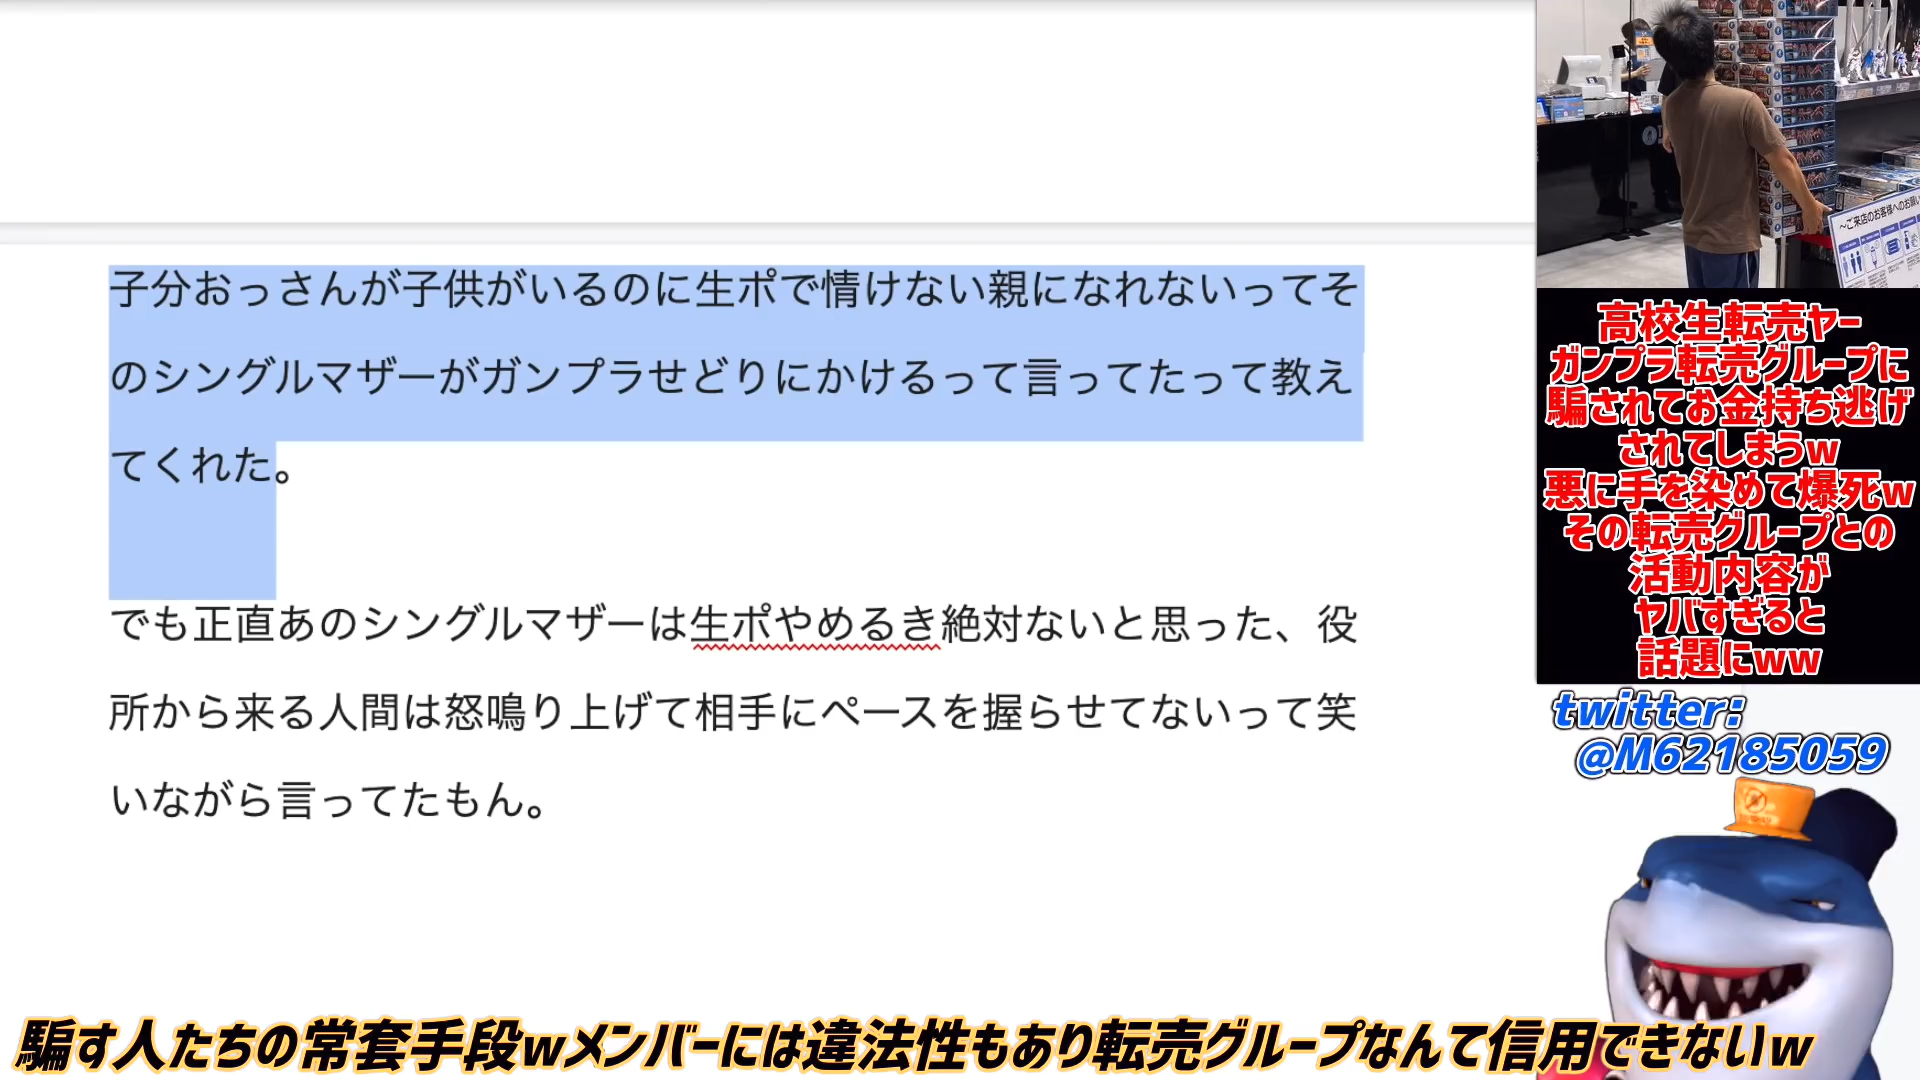 子分おっさんが子供がいるのに生ポで情けない親になれないってそ
のシングルマザーがガンプラせどりにかけるって言ってたって教え
てくれた。
でも正直あのシングルマザーは生ポやめるき絶対ないと思った、役
所から来る人間は怒鳴り上げて相手にペースを握らせてないって笑
いながら言ってたもん。
～ご来店のお客様へのお願い
高校生転売ヤー
ガンプラ転売グループに
騙されてお金持ち逃げ
されてしまうw
悪に手を染めて爆死w
その転売グループとの
活動内容が
ヤバすぎると
話題にww
twitter:
@M62185059
騙す人たちの常套手段wメンバーには違法性もあり転売グループなんて信用できないw